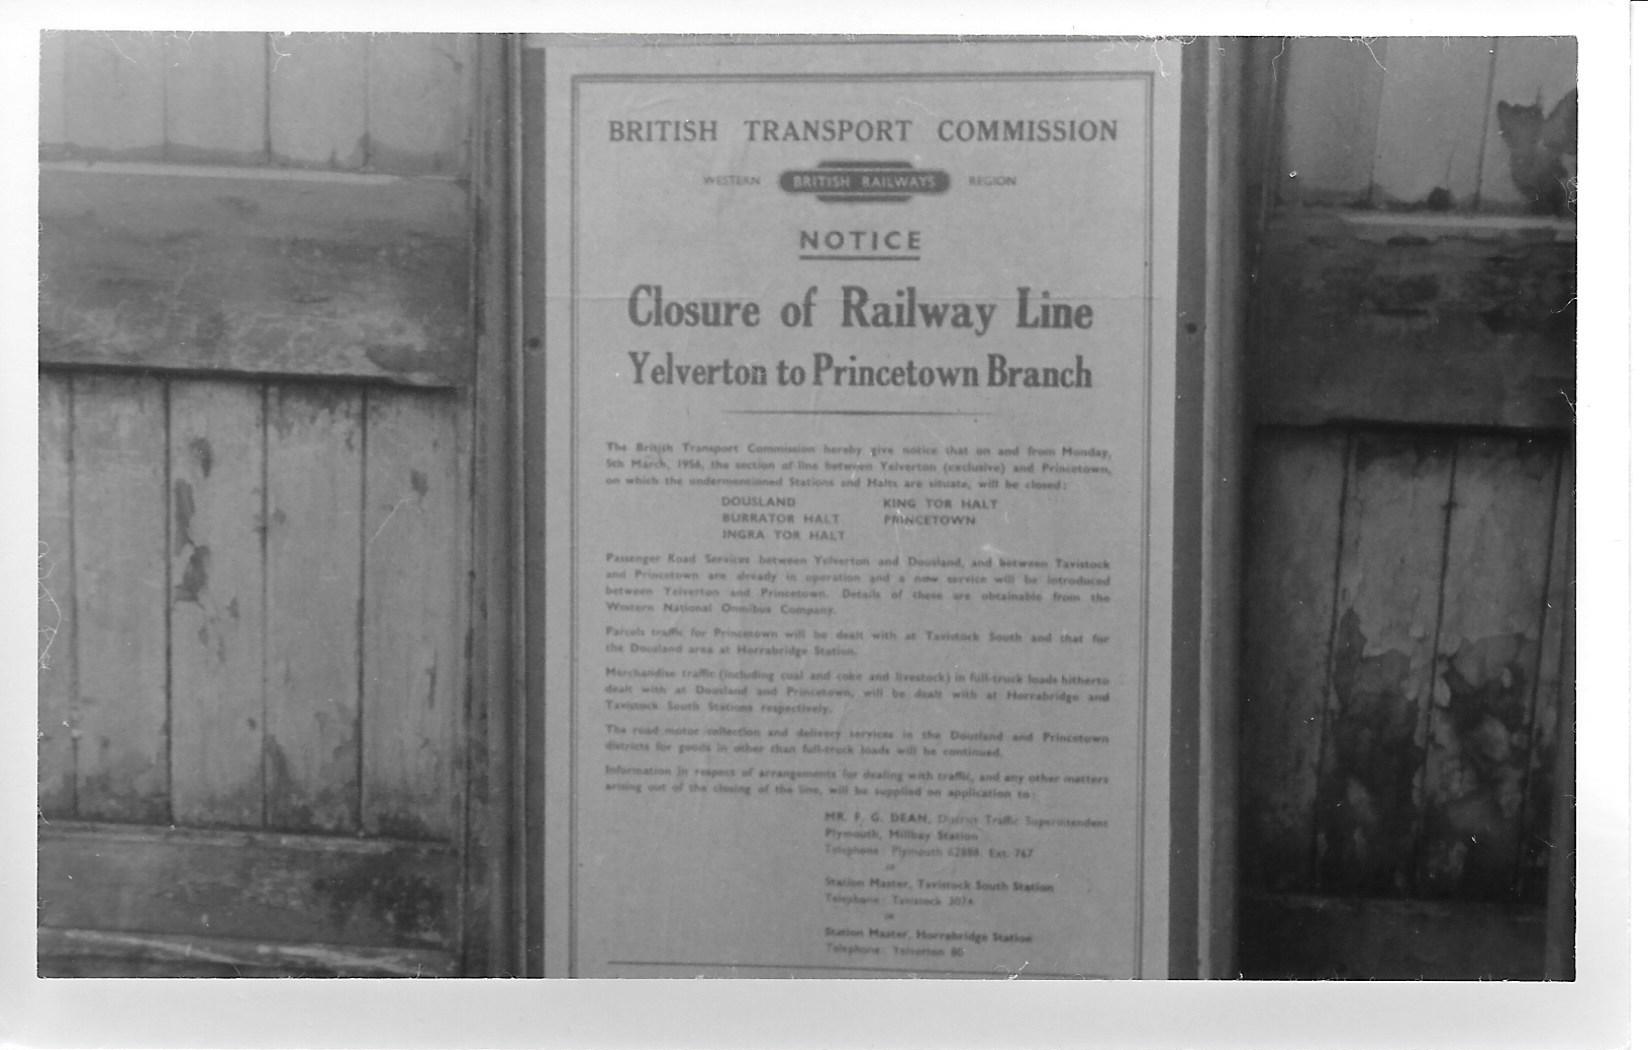 BRITISH TRANSPORT COMMISSION
WESTERN BRITISH RAILWAYS REGION
NOTICE
Closure of Railway Line
Yelverton to Princetown Branch
The British Transport Commission hereby give notice that on and from Monday,
5th March, 1956, the section of line between Yelverton (exclusive) and Princetown,
on which the undermentioned Stations and Halts are situate, will be closed:
DOUSLAND KING TOR HALT
BURRATOR HALT PRINCETOWN
INGRA TOR HALT
Passenger Road Services between Yelverton and Dousland, and between Tavistock
and Princetown are already in operation and a new service will be introduced
between Yelverton and Princetown. Details of these are obtainable from the
Western National Omnibus Company.
Parcels traffic for Princetown will be dealt with at Tavistock South and that for
the Dousland area at Horrabridge Station.
Merchandise traffic (including coal and coke and livestock) in full-truck loads hitherto
dealt with at Dousland and Princetown, will be dealt with at Horrabridge and
Tavistock South Stations respectively.
The road motor collection and delivery services in the Dousland and Princetown
districts for goods in other than full-truck loads will be continued.
Information in respect of arrangements for dealing with traffic, and any other matters
arising out of the closing of the line, will be supplied on application to:
MR. F. G. DEAN, District Traffic Superintendent
Plymouth, Millbay Station
Telephone: Plymouth 62888. Ext. 767
or
Station Master, Tavistock South Station
Telephone: Tavistock 3074
or
Station Master, Horrabridge Station
Telephone: Yelverton 80